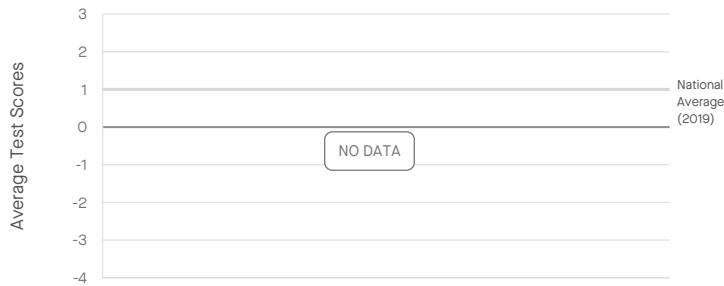 Average Test Scores
3
2
1
0
-1
-2
-3
-4
NO DATA
National
Average
(2019)